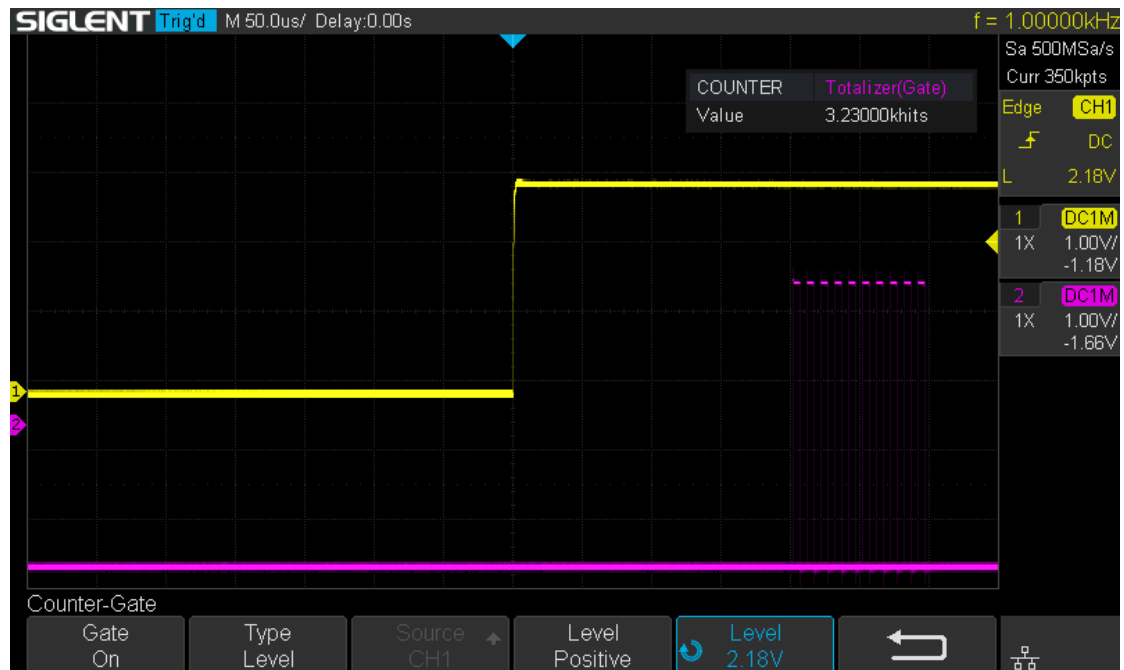 SIGLENT Trig'd M 50.0us/ Delay:0.00s f = 1.00000kHz
Sa 500MSa/s
Curr 350kpts
COUNTER Totalizer(Gate)
Value 3.23000khits
Edge CH1
DC
L 2.18V
1 DC1M
1X 1.00V/
-1.18V
2 DC1M
1X 1.00V/
-1.66V
1
2
Counter-Gate
Gate Type Source Level Level
On Level CH1 Positive 2.18V